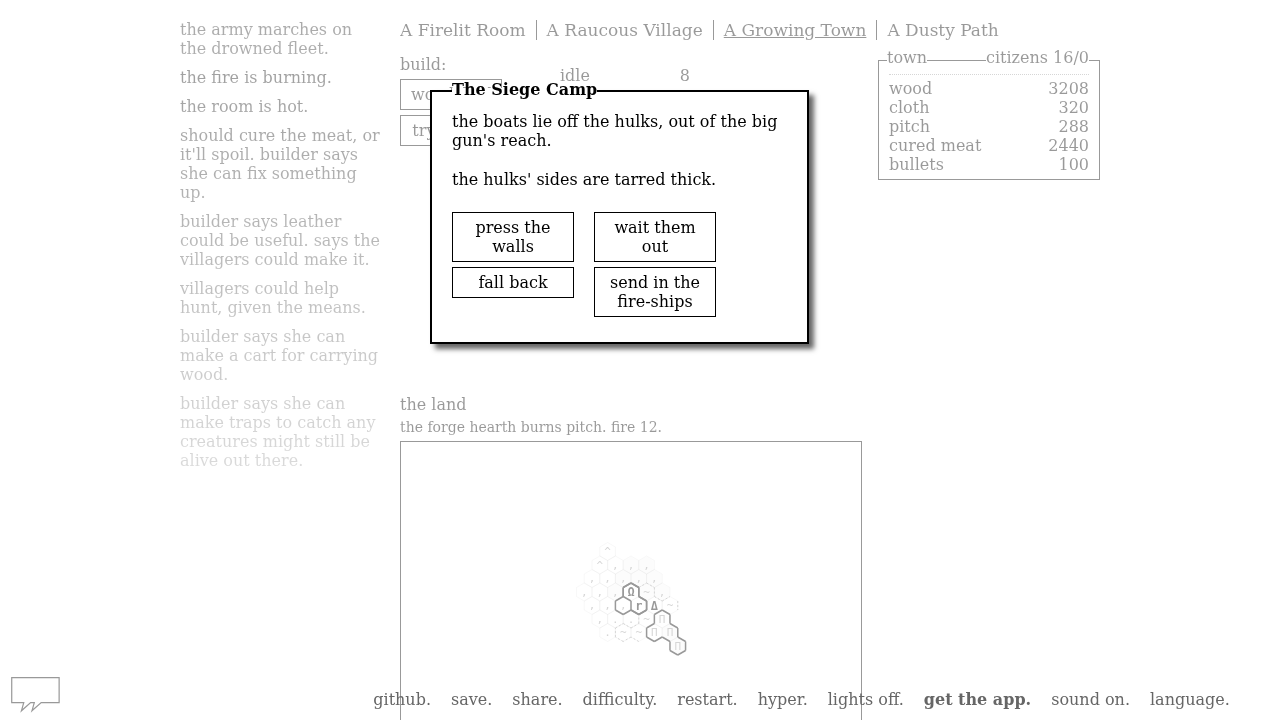 the army marches on
the drowned fleet.
the fire is burning.
the room is hot.
should cure the meat, or
it'll spoil. builder says
she can fix something
up.
builder says leather
could be useful. says the
villagers could make it.
villagers could help
hunt, given the means.
builder says she can
make a cart for carrying
wood.
builder says she can
make traps to catch any
creatures might still be
alive out there.
A Firelit Room
A Raucous Village
A Growing Town
A Dusty Path
build:
idle 8
The Siege Camp
the boats lie off the hulks, out of the big
gun's reach.
the hulks' sides are tarred thick.
press the
walls
wait them
out
fall back
send in the
fire-ships
town citizens 16/0
wood 3208
cloth 320
pitch 288
cured meat 2440
bullets 100
the land
the forge hearth burns pitch. fire 12.
github. save. share. difficulty. restart. hyper. lights off. get the app. sound on. language.